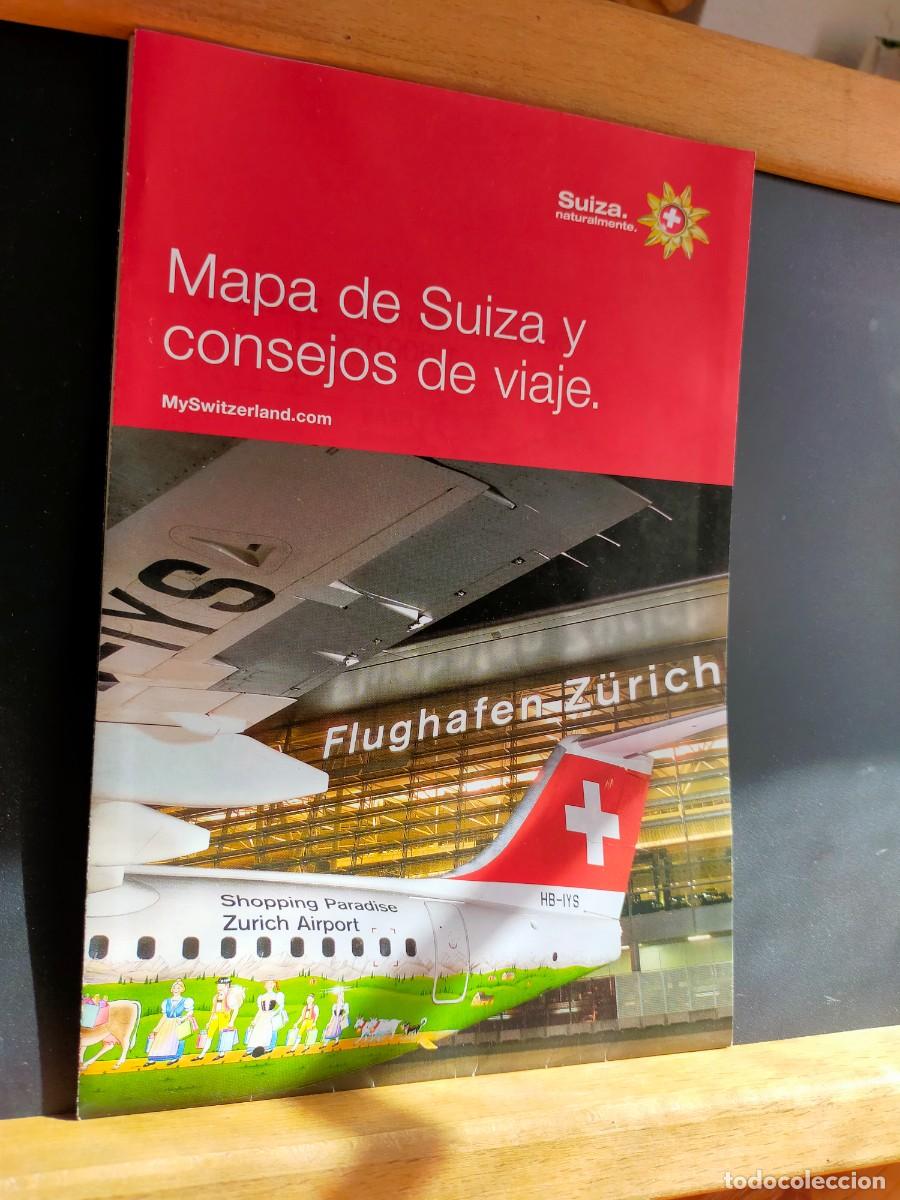 Suiza.
naturalmente.
Mapa de Suiza y
consejos de viaje.
MySwitzerland.com
-IYS
Flughafen Zürich
HB-IYS
Shopping Paradise
Zurich Airport
todocoleccion